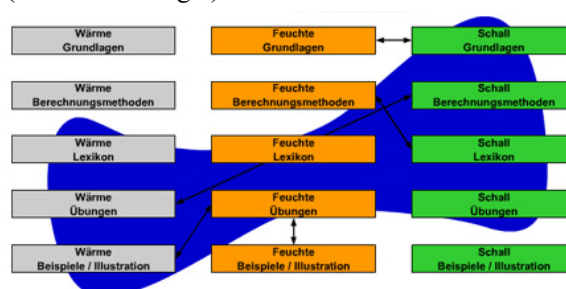 Wärme
Grundlagen
Feuchte
Grundlagen
Schall
Grundlagen
Wärme
Berechnungsmethoden
Feuchte
Berechnungsmethoden
Schall
Berechnungsmethoden
Wärme
Lexikon
Feuchte
Lexikon
Schall
Lexikon
Wärme
Übungen
Feuchte
Übungen
Schall
Übungen
Wärme
Beispiele / Illustration
Feuchte
Beispiele / Illustration
Schall
Beispiele / Illustration